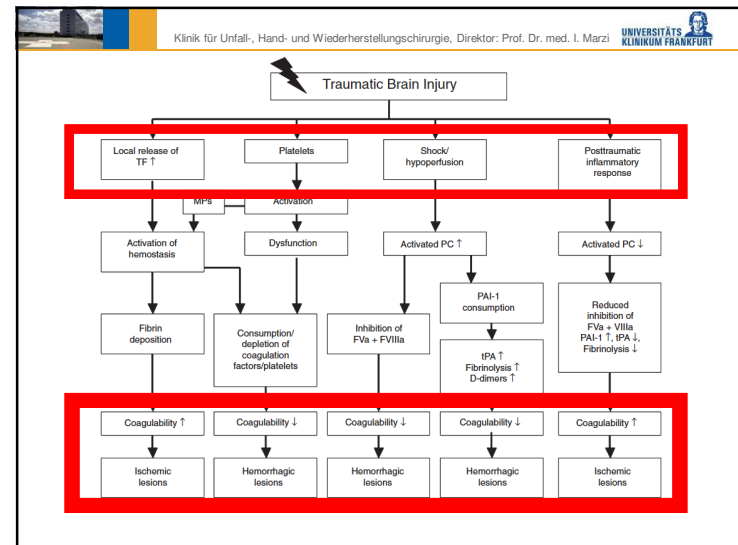 Klinik für Unfall-, Hand- und Wiederherstellungschirurgie, Direktor: Prof. Dr. med. I. Marzi
UNIVERSITÄTS
KLINIKUM FRANKFURT
Traumatic Brain Injury
Local release of
TF ↑
Platelets
Shock/
hypoperfusion
Posttraumatic
inflammatory
response
MPs
Activation
Activation of
hemostasis
Dysfunction
Activated PC ↑
Activated PC ↓
Fibrin
deposition
Consumption/
depletion of
coagulation
factors/platelets
Inhibition of
FVa + FVIIIa
PAI-1
consumption
tPA ↑
Fibrinolysis ↑
D-dimers ↑
Reduced
inhibition of
FVa + VIIIa
PAI-1 ↑, tPA ↓,
Fibrinolysis ↓
Coagulability ↑
Coagulability ↓
Coagulability ↓
Coagulability ↓
Coagulability ↑
Ischemic
lesions
Hemorrhagic
lesions
Hemorrhagic
lesions
Hemorrhagic
lesions
Ischemic
lesions